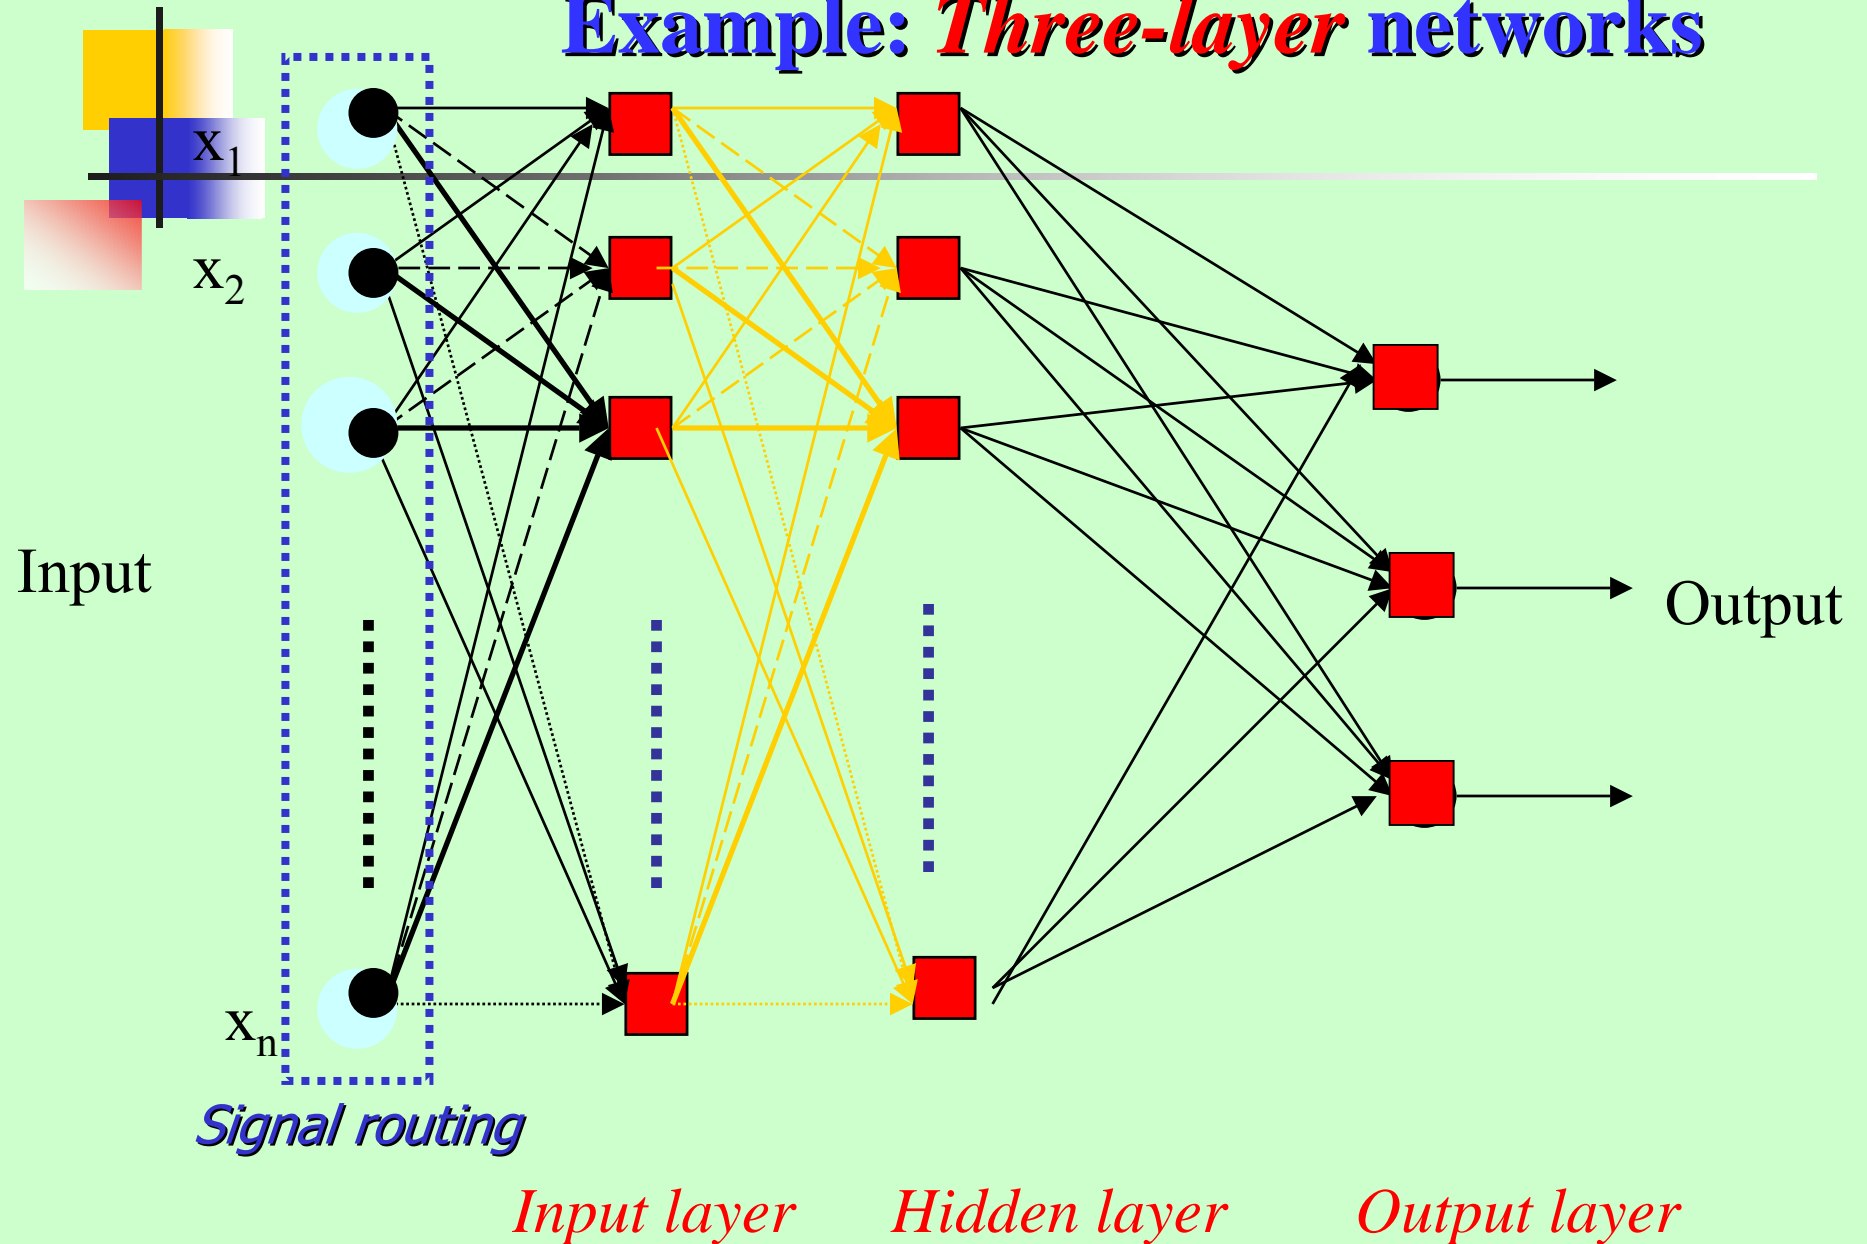 Example: Three-layer networks
x1
x2
Input
Output
xn
Signal routing
Input layer
Hidden layer
Output layer